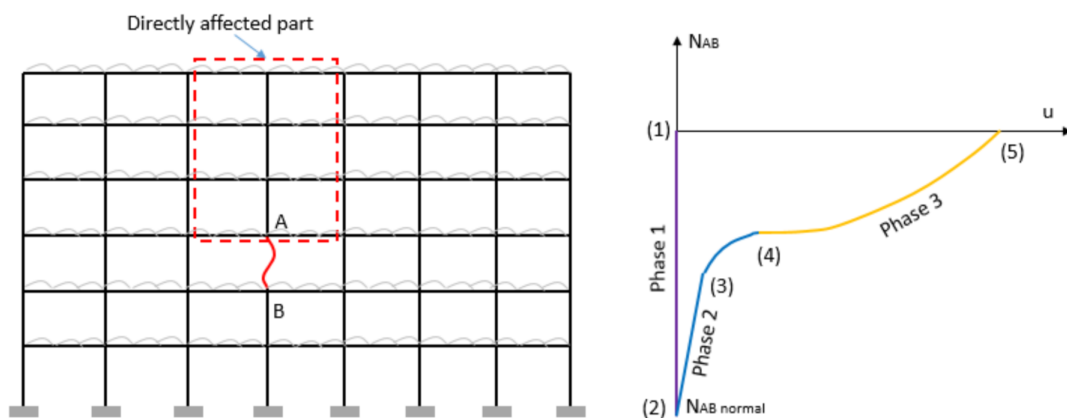 Directly affected part
A
B
NAB
u
(1)
(5)
Phase 1
Phase 3
(4)
(3)
Phase 2
(2)
NAB normal